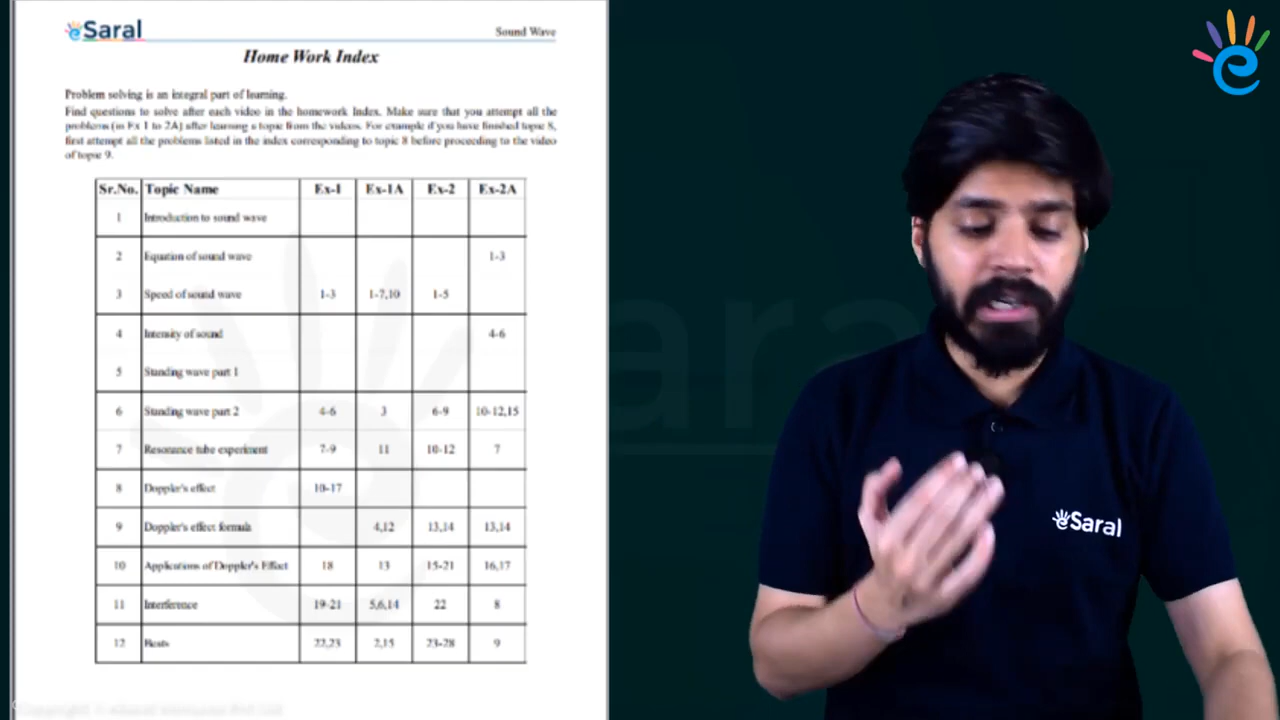 eSaral
Sound Wave
Home Work Index
Problem solving is an integral part of learning.
Find questions to solve after each video in the homework Index. Make sure that you attempt all the
problems (in Ex 1 to 2A) after learning a topic from the videos. For example if you have finished topic 8,
first attempt all the problems listed in the index corresponding to topic 8 before proceeding to the video
of topic 9.
Sr.No. Topic Name Ex-1 Ex-1A Ex-2 Ex-2A
1 Introduction to sound wave
2 Equation of sound wave 1-3
3 Speed of sound wave 1-3 1-7,10 1-5
4 Intensity of sound 4-6
5 Standing wave part 1
6 Standing wave part 2 4-6 3 6-9 10-12,15
7 Resonance tube experiment 7-9 11 10-12 7
8 Doppler's effect 10-17
9 Doppler's effect formula 4,12 13,14 13,14
10 Applications of Doppler's Effect 18 13 15-21 16,17
11 Interference 19-21 5,6,14 22 8
12 Beats 22,23 2,15 23-28 9
eSaral